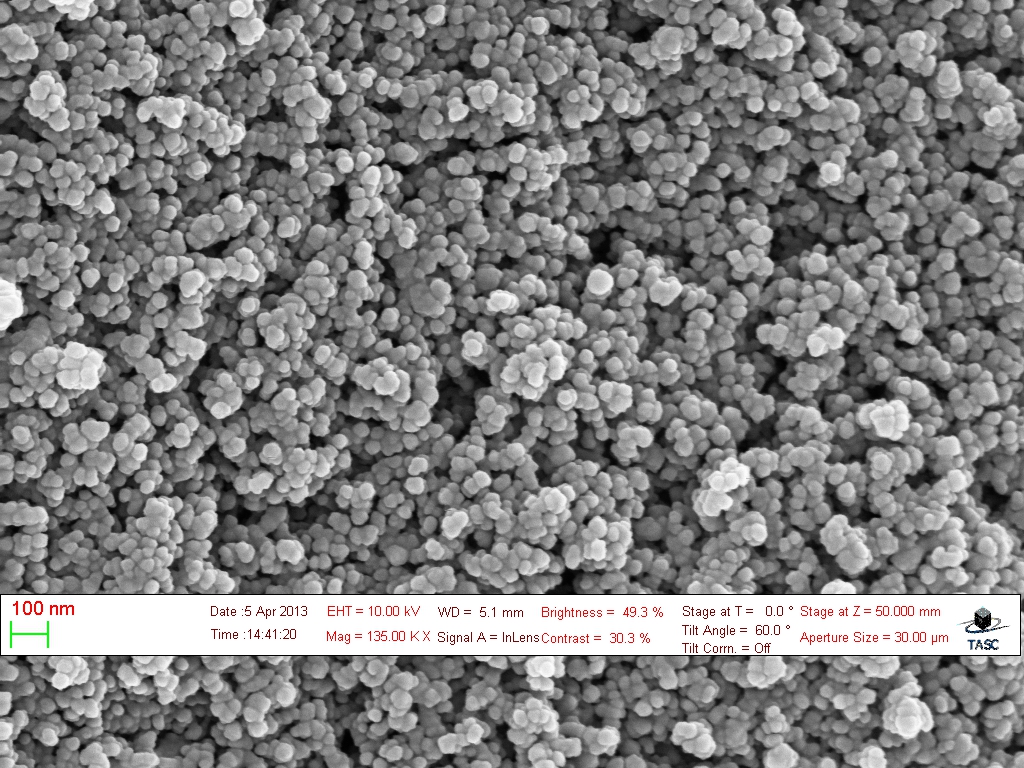 100 nm
Date :5 Apr 2013 EHT = 10.00 kV WD = 5.1 mm Brightness = 49.3 % Stage at T = 0.0 ° Stage at Z = 50.000 mm
Time :14:41:20 Mag = 135.00 K X Signal A = InLens Contrast = 30.3 % Tilt Angle = 60.0 ° Aperture Size = 30.00 µm
Tilt Corrn. = Off
TASC